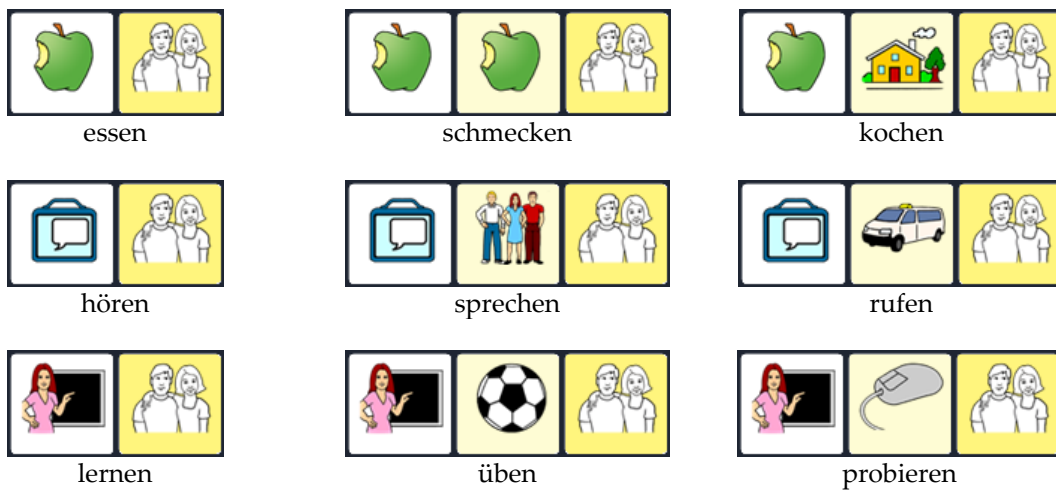 essen schmecken kochen
hören sprechen rufen
lernen üben probieren